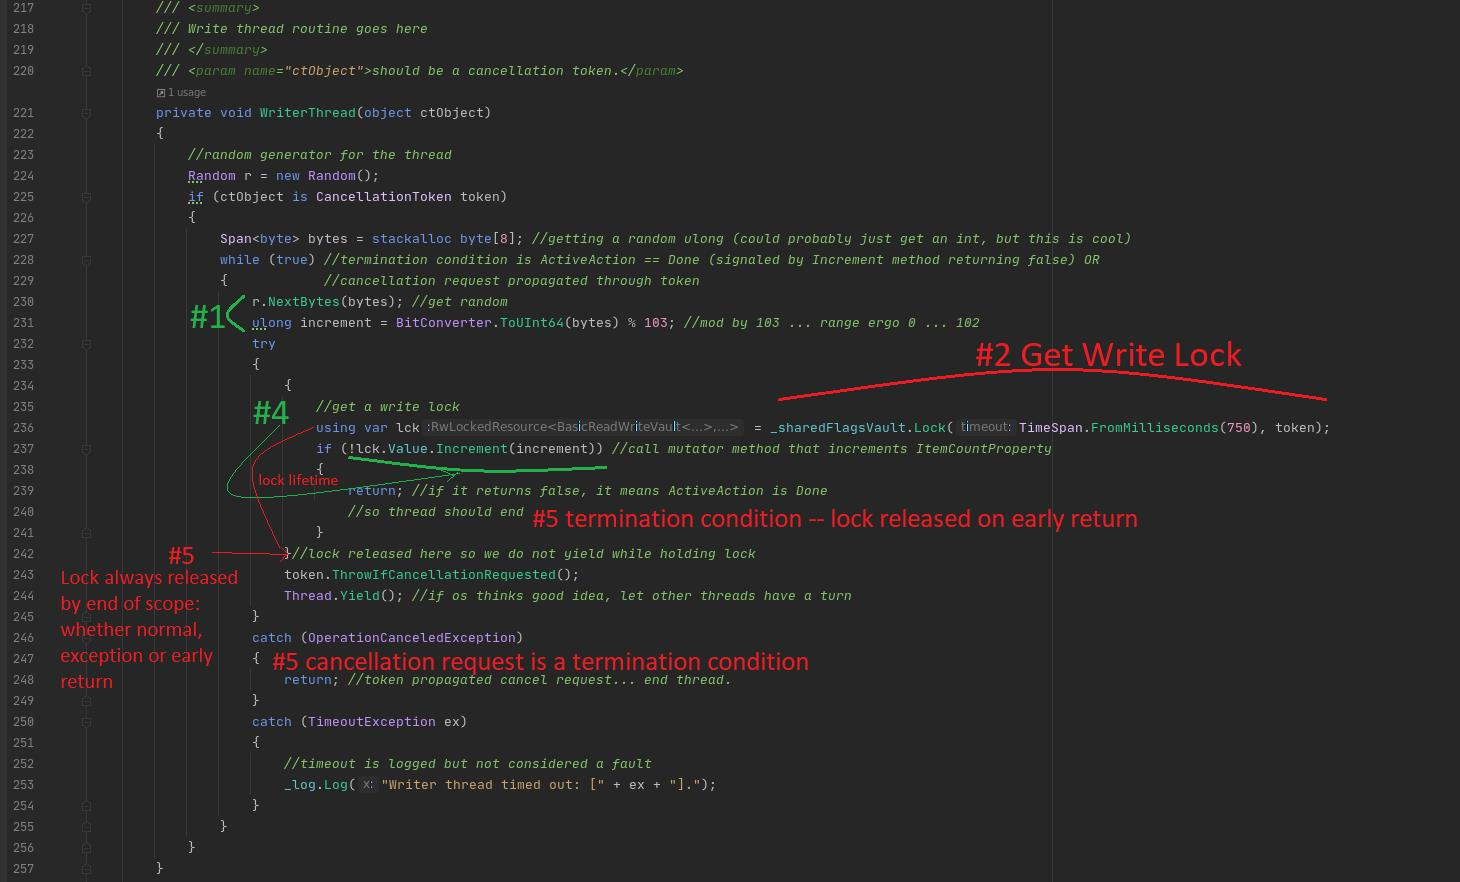 217 /// <summary>
218 /// Write thread routine goes here
219 /// </summary>
220 /// <param name="ctObject">should be a cancellation token.</param>
1 usage
221 private void WriterThread(object ctObject)
222 {
223 //random generator for the thread
224 Random r = new Random();
225 if (ctObject is CancellationToken token)
226 {
227 Span<byte> bytes = stackalloc byte[8]; //getting a random ulong (could probably just get an int, but this is cool)
228 while (true) //termination condition is ActiveAction == Done (signaled by Increment method returning false) OR
229 { //cancellation request propagated through token
230 r.NextBytes(bytes); //get random
#1
231 ulong increment = BitConverter.ToUInt64(bytes) % 103; //mod by 103 ... range ergo 0 ... 102
232 try
#2 Get Write Lock
233 {
234 {
235 //get a write lock
#4
236 using var lck :RwLockedResource<BasicReadWriteVault<...>,...> = _sharedFlagsVault.Lock( timeout: TimeSpan.FromMilliseconds(750), token);
237 if (!lck.Value.Increment(increment)) //call mutator method that increments ItemCountProperty
238 {
lock lifetime
239 return; //if it returns false, it means ActiveAction is Done
240 //so thread should end
#5 termination condition -- lock released on early return
241 }
242 }//lock released here so we do not yield while holding lock
#5
Lock always released
by end of scope:
whether normal,
exception or early
return
243 token.ThrowIfCancellationRequested();
244 Thread.Yield(); //if os thinks good idea, let other threads have a turn
245 }
246 catch (OperationCanceledException)
247 {
#5 cancellation request is a termination condition
248 return; //token propagated cancel request... end thread.
249 }
250 catch (TimeoutException ex)
251 {
252 //timeout is logged but not considered a fault
253 _log.Log( x: "Writer thread timed out: [" + ex + "].");
254 }
255 }
256 }
257 }